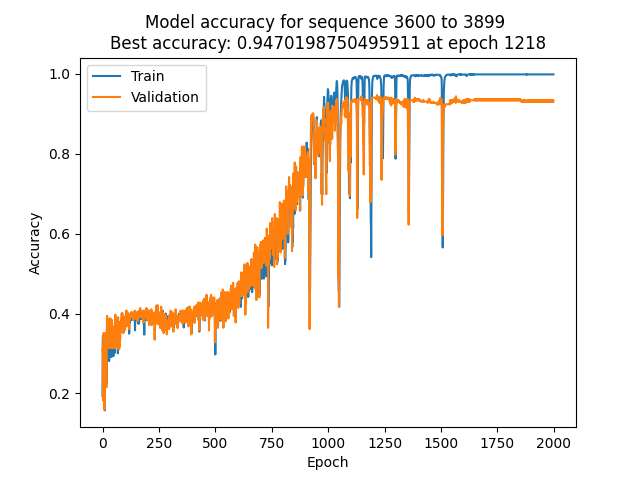 Model accuracy for sequence 3600 to 3899
Best accuracy: 0.9470198750495911 at epoch 1218
Train
Validation
1.0
0.8
0.6
0.4
0.2
Accuracy
0 250 500 750 1000 1250 1500 1750 2000
Epoch